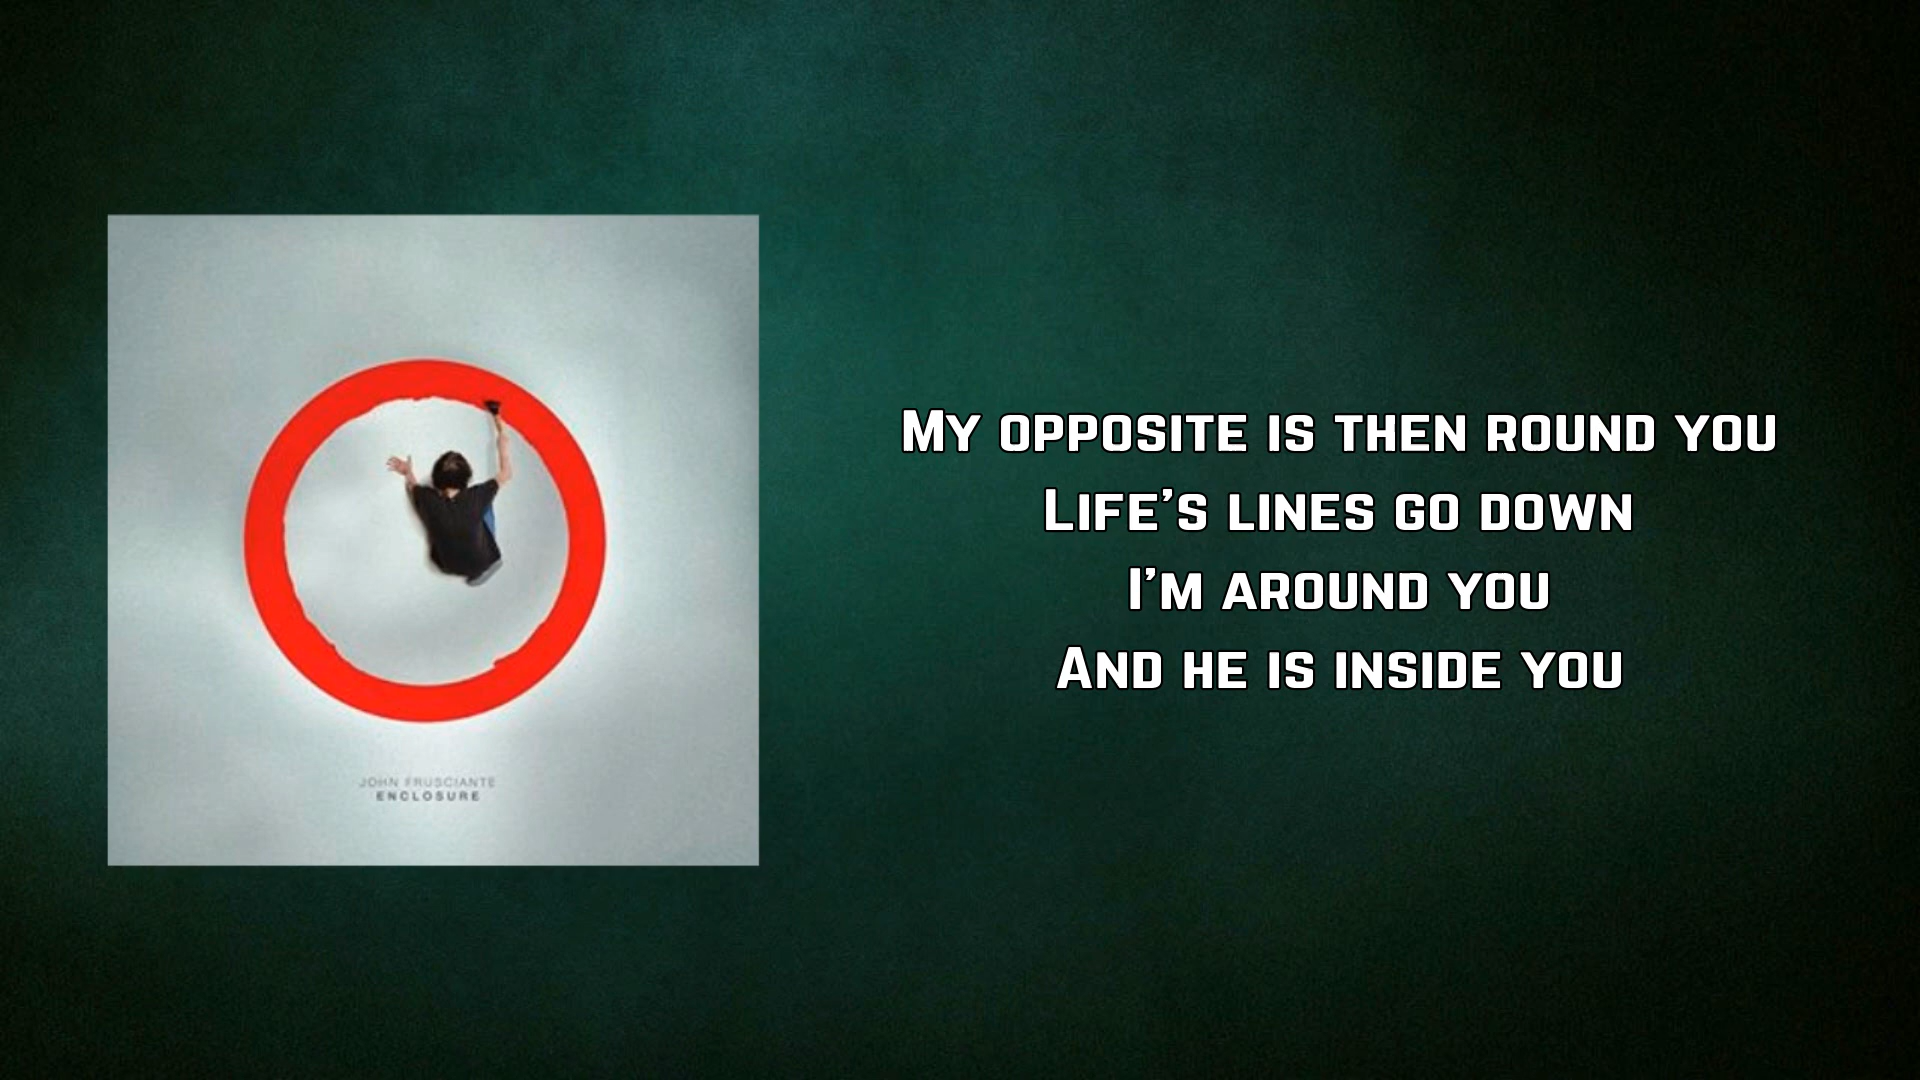 JOHN FRUSCIANTE
ENCLOSURE
My opposite is then round you
Life's lines go down
I'm around you
And he is inside you